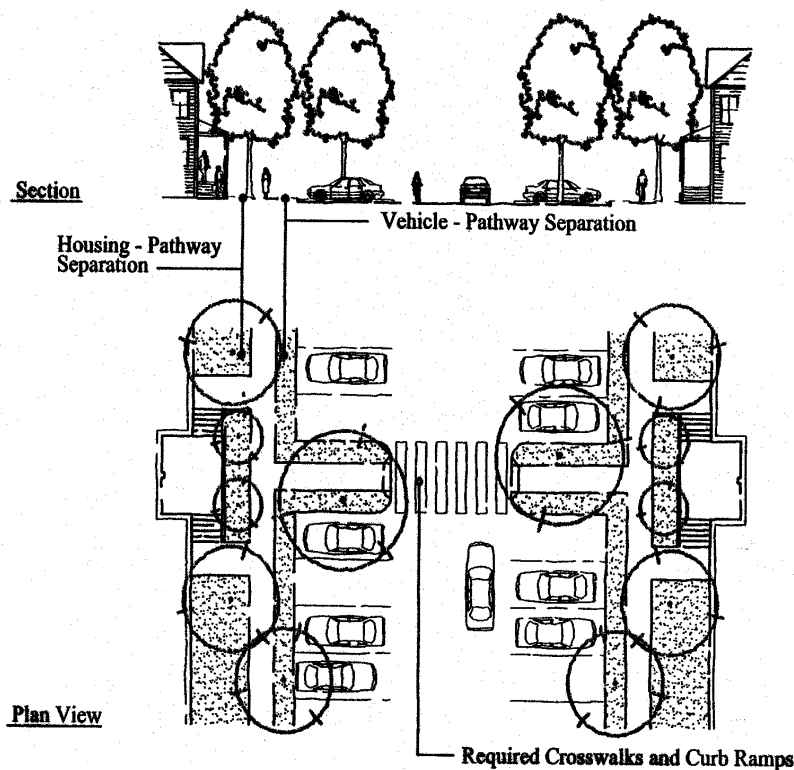 Section
Vehicle - Pathway Separation
Housing - Pathway
Separation
Plan View
Required Crosswalks and Curb Ramps